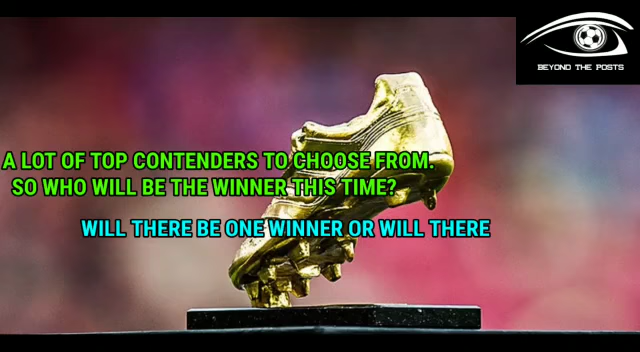 BEYOND THE POSTS
A LOT OF TOP CONTENDERS TO CHOOSE FROM.
SO WHO WILL BE THE WINNER THIS TIME?
WILL THERE BE ONE WINNER OR WILL THERE